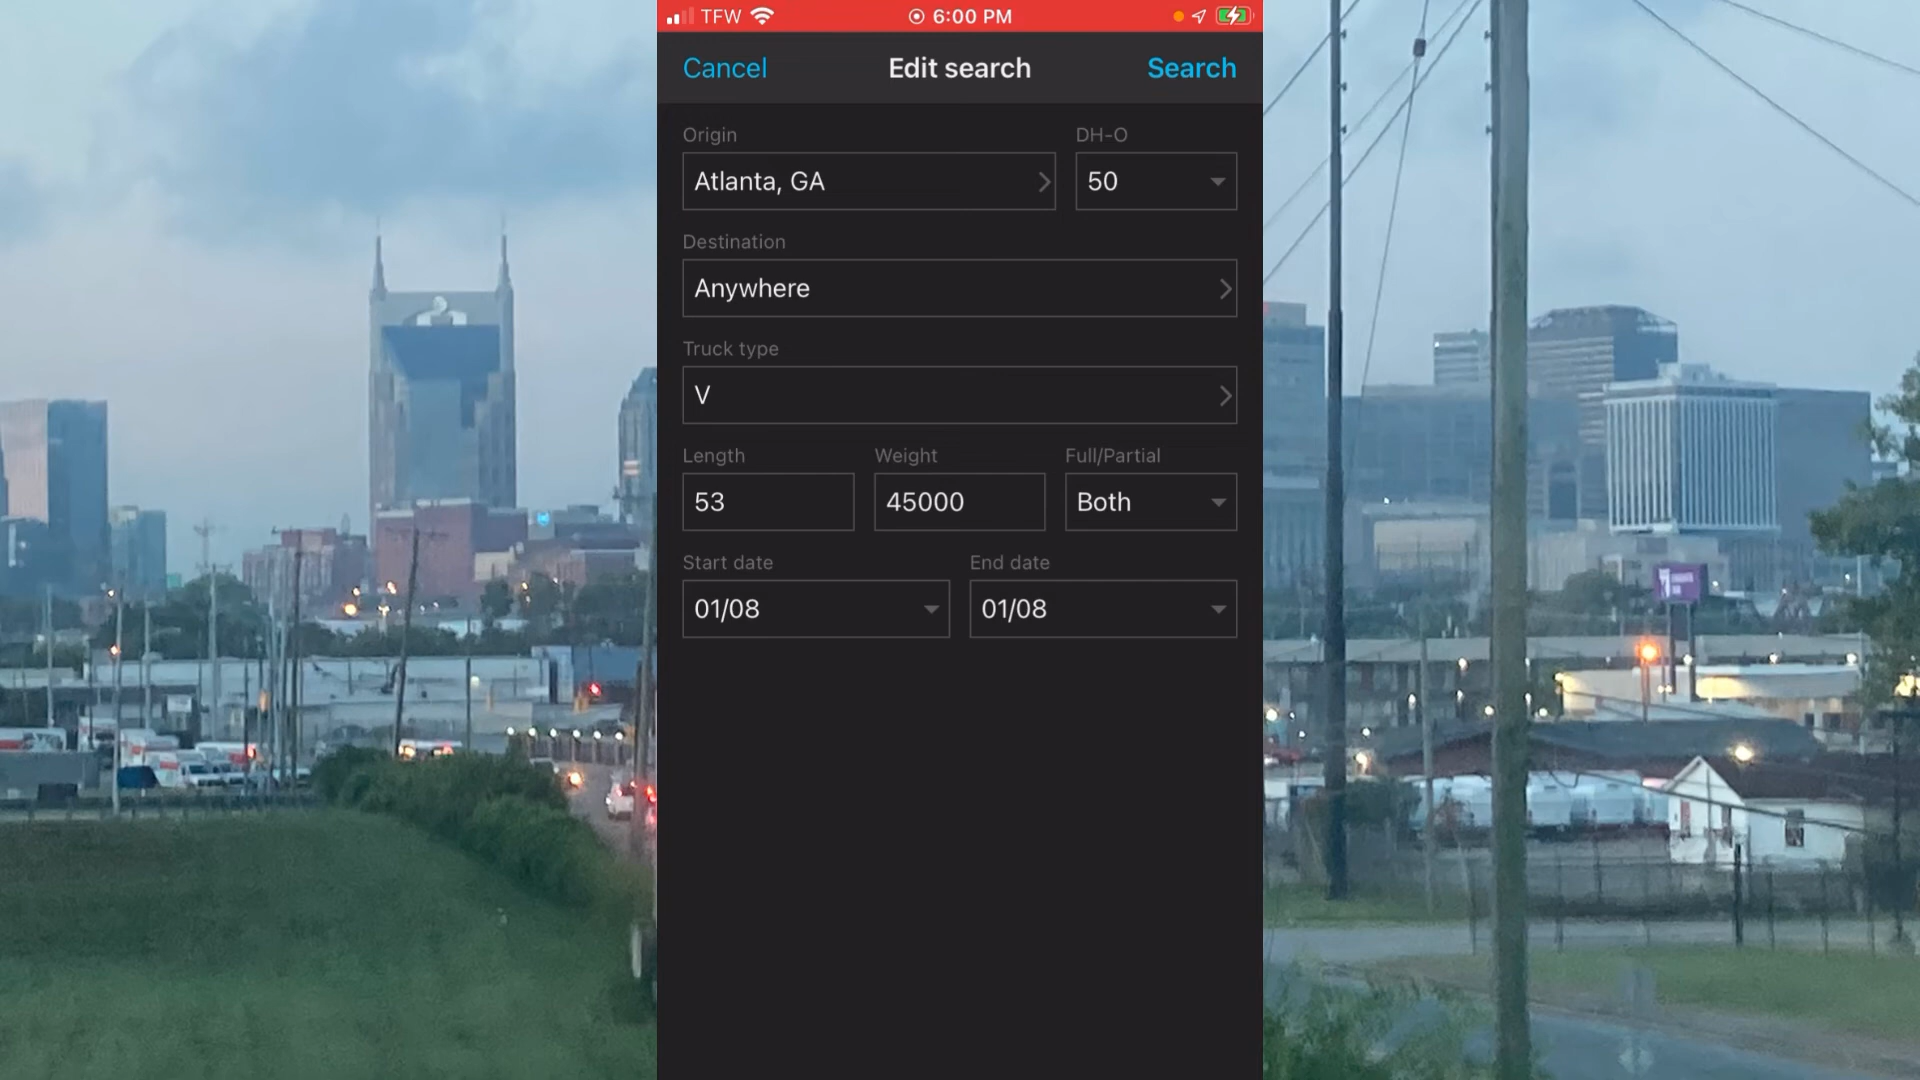 TFW 6:00 PM
Cancel Edit search Search
Origin DH-O
Atlanta, GA 50
Destination
Anywhere
Truck type
V
Length Weight Full/Partial
53 45000 Both
Start date End date
01/08 01/08